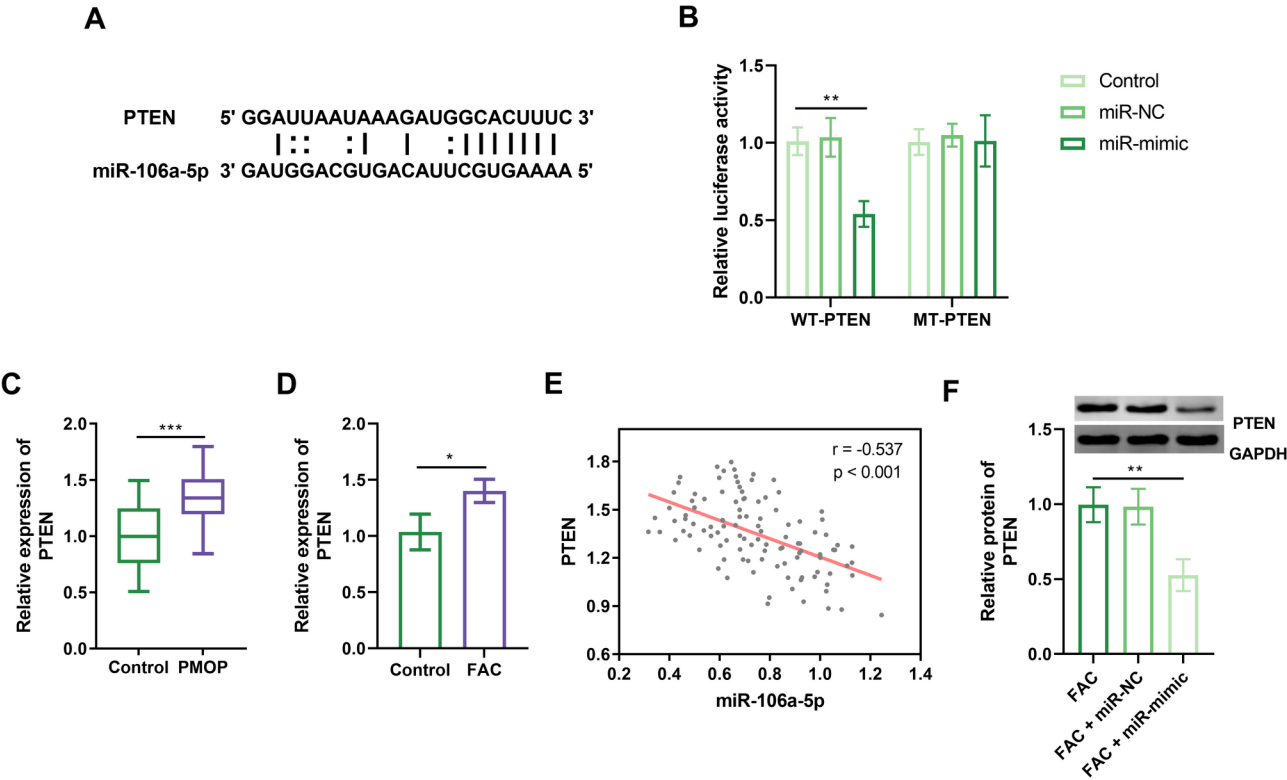 A
PTEN 5' GGAUUAAUAAAGAUGGCACUUUC 3'
miR-106a-5p 3' GAUGGACGUGACAUUCGUGAAAA 5'
B
Relative luciferase activity
1.5
1.0
0.5
0.0
**
WT-PTEN MT-PTEN
Control
miR-NC
miR-mimic
C
Relative expression of
PTEN
2.0
1.5
1.0
0.5
0.0
***
Control PMOP
D
Relative expression of
PTEN
2.0
1.5
1.0
0.5
0.0
*
Control FAC
E
PTEN
1.8
1.5
1.2
0.9
0.6
r = -0.537
p < 0.001
0.2 0.4 0.6 0.8 1.0 1.2 1.4
miR-106a-5p
F
PTEN
GAPDH
Relative protein of
PTEN
1.5
1.0
0.5
0.0
**
FAC
FAC + miR-NC
FAC + miR-mimic